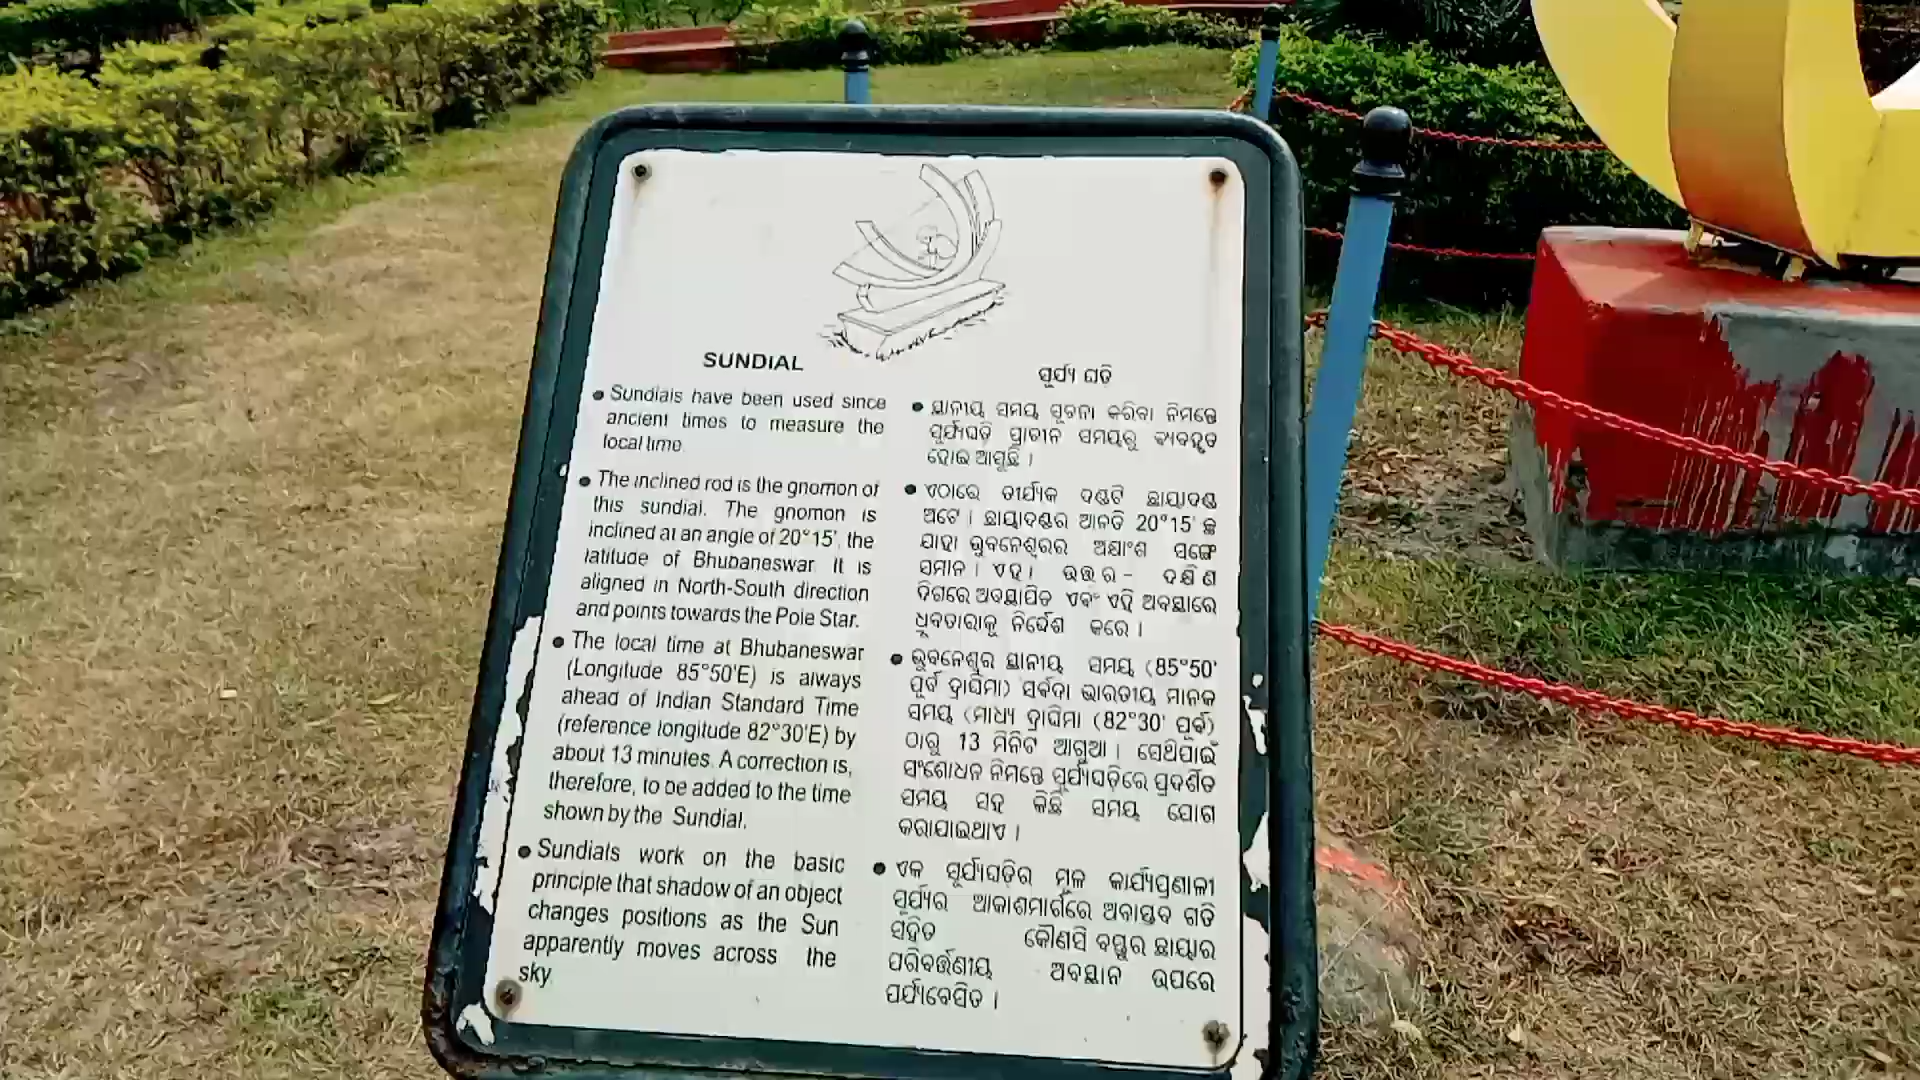 SUNDIAL
Sundials have been used since
ancient times to measure the
local time.
The inclined rod is the gnomon of
this sundial. The gnomon is
inclined at an angle of 20°15', the
latitude of Bhubaneswar. It is
aligned in North-South direction
and points towards the Pole Star.
The local time at Bhubaneswar
(Longitude 85°50'E) is always
ahead of Indian Standard Time
(reference longitude 82°30'E) by
about 13 minutes. A correction is,
therefore, to be added to the time
shown by the Sundial.
Sundials work on the basic
principle that shadow of an object
changes positions as the Sun
apparently moves across the
sky.
ସୂର୍ଯ୍ୟ ଘଡ଼ି
ସ୍ଥାନୀୟ ସମୟ ସୂଚନା କରିବା ନିମନ୍ତେ
ସୂର୍ଯ୍ୟଘଡ଼ି ପ୍ରାଚୀନ ସମୟରୁ ବ୍ୟବହୃତ
ହୋଇ ଆସୁଛି ।
ଏଠାରେ ତୀର୍ଯ୍ୟକ ଦଣ୍ଡଟି ଛାୟାଦଣ୍ଡ
ଅଟେ । ଛାୟାଦଣ୍ଡର ଆନତି 20°15' ଛ
ଯାହା ଭୁବନେଶ୍ୱରର ଅକ୍ଷାଂଶ ସଙ୍ଗେ
ସମାନ । ଏହା ଉତ୍ତର - ଦକ୍ଷିଣ
ଦିଗରେ ଅବସ୍ଥାପିତ ଏବଂ ଏହି ଅବସ୍ଥାରେ
ଧ୍ରୁବତାରାକୁ ନିର୍ଦ୍ଦେଶ କରେ ।
ଭୁବନେଶ୍ୱର ସ୍ଥାନୀୟ ସମୟ (85°50'
ପୂର୍ବ ଦ୍ରାଘିମା) ସର୍ବଦା ଭାରତୀୟ ମାନକ
ସମୟ (ମାଧ୍ୟ ଦ୍ରାଘିମା (82°30' ପୂର୍ବ)
ଠାରୁ 13 ମିନିଟ ଆଗୁଆ । ସେଥିପାଇଁ
ସଂଶୋଧନ ନିମନ୍ତେ ସୂର୍ଯ୍ୟଘଡ଼ିରେ ପ୍ରଦର୍ଶିତ
ସମୟ ସହ କିଛି ସମୟ ଯୋଗ
କରାଯାଇଥାଏ ।
ଏକ ସୂର୍ଯ୍ୟଘଡ଼ିର ମୂଳ କାର୍ଯ୍ୟପ୍ରଣାଳୀ
ସୂର୍ଯ୍ୟର ଆକାଶମାର୍ଗରେ ଅବାସ୍ତବ ଗତି
ସହିତ କୌଣସି ବସ୍ତୁର ଛାୟାର
ପରିବର୍ତ୍ତଣୀୟ ଅବସ୍ଥାନ ଉପରେ
ପର୍ଯ୍ୟବେସିତ ।